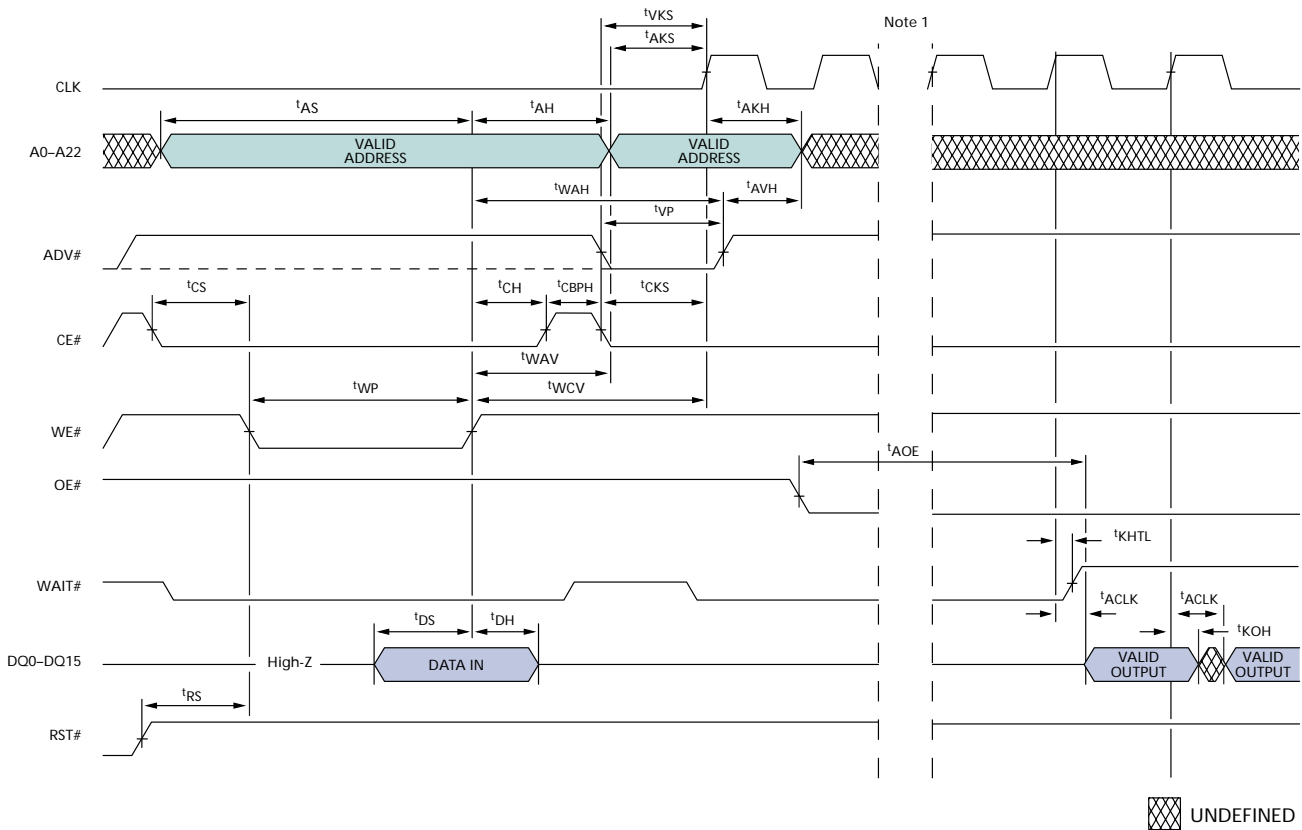 tVKS
Note 1
tAKS
CLK
tAS
tAH
tAKH
A0–A22
VALID
ADDRESS
VALID
ADDRESS
tWAH
tAVH
tVP
ADV#
tCS
tCH
tCBPH
tCKS
CE#
tWAV
tWP
tWCV
WE#
tAOE
OE#
tKHTL
WAIT#
tDS
tDH
tACLK
tACLK
tKOH
DQ0–DQ15
High-Z
DATA IN
VALID
OUTPUT
VALID
OUTPUT
tRS
RST#
UNDEFINED